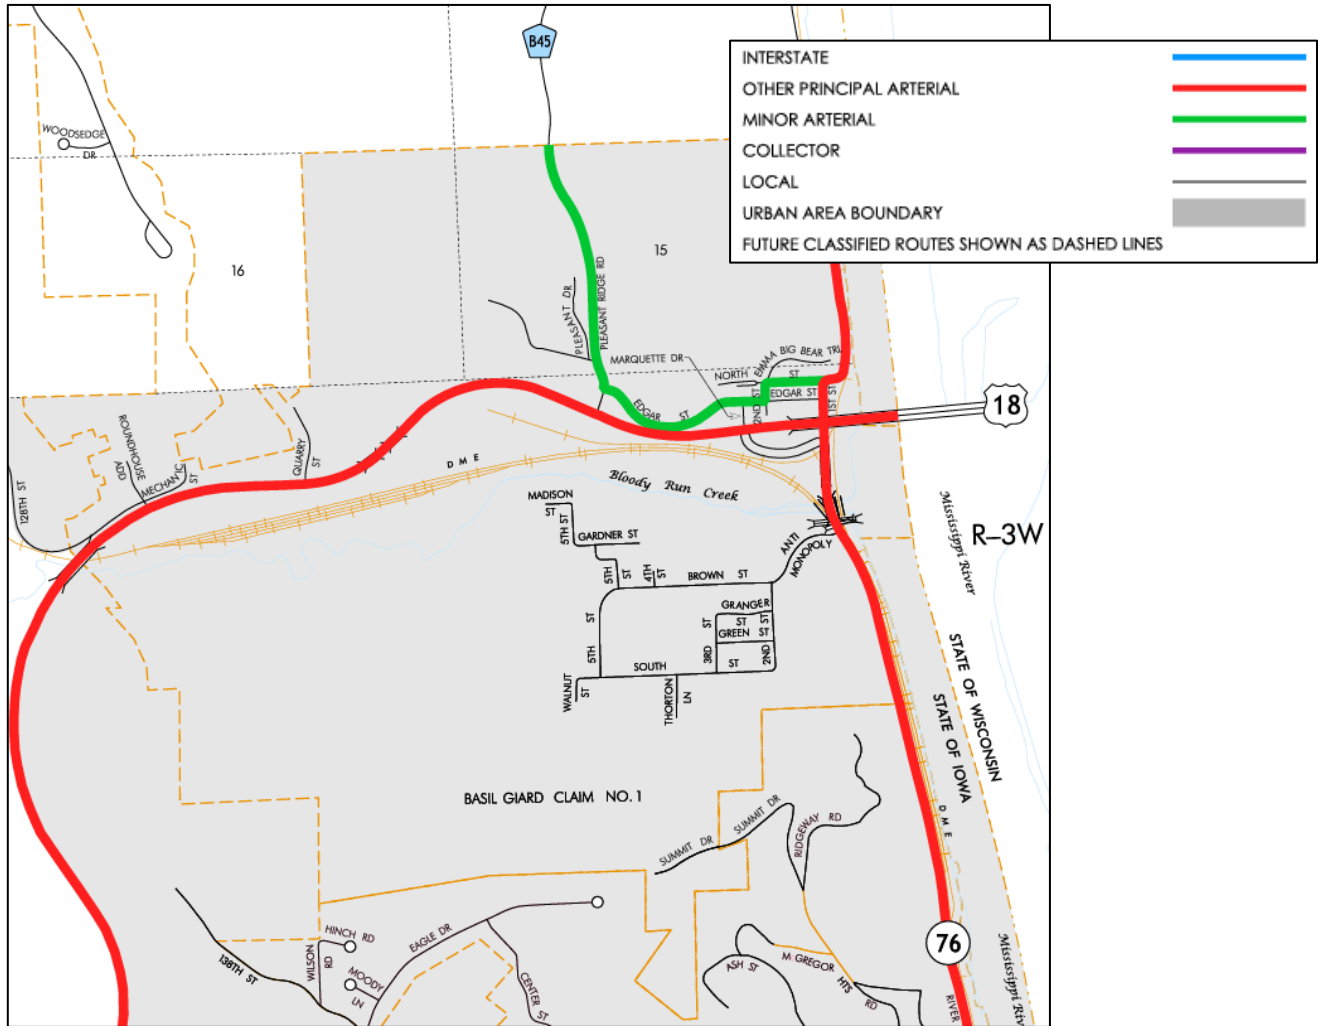 B45
INTERSTATE
OTHER PRINCIPAL ARTERIAL
MINOR ARTERIAL
COLLECTOR
LOCAL
URBAN AREA BOUNDARY
FUTURE CLASSIFIED ROUTES SHOWN AS DASHED LINES
WOODSEDGE
DR
16
15
PLEASANT DR
PLEASANT RIDGE RD
MARQUETTE DR
NORTH
ST
EMMA BIG BEAR TRL
EDGAR ST
2ND ST
1ST ST
EDGAR ST
18
ROUNDHOUSE
ADD
MECHANIC
ST
QUARRY
ST
128TH ST
D M E
Bloody Run Creek
MADISON
ST
5TH ST
GARDNER ST
5TH
ST
4TH
ST
BROWN ST
ANTI
MONOPOLY
Mississippi River
R-3W
GRANGER
ST
ST
ST
GREEN ST
3RD
2ND
ST
5TH
SOUTH ST
WALNUT
ST
THORTON
LN
STATE OF WISCONSIN
STATE OF IOWA
BASIL GIARD CLAIM NO. 1
D M E
SUMMIT DR
SUMMIT DR
RIDGEWAY RD
HINCH RD
WILSON
RD
EAGLE DR
138TH ST
MOODY
LN
CENTER ST
ASH ST
M GREGOR
HTS
RD
76
RIVER
Mississippi Riv